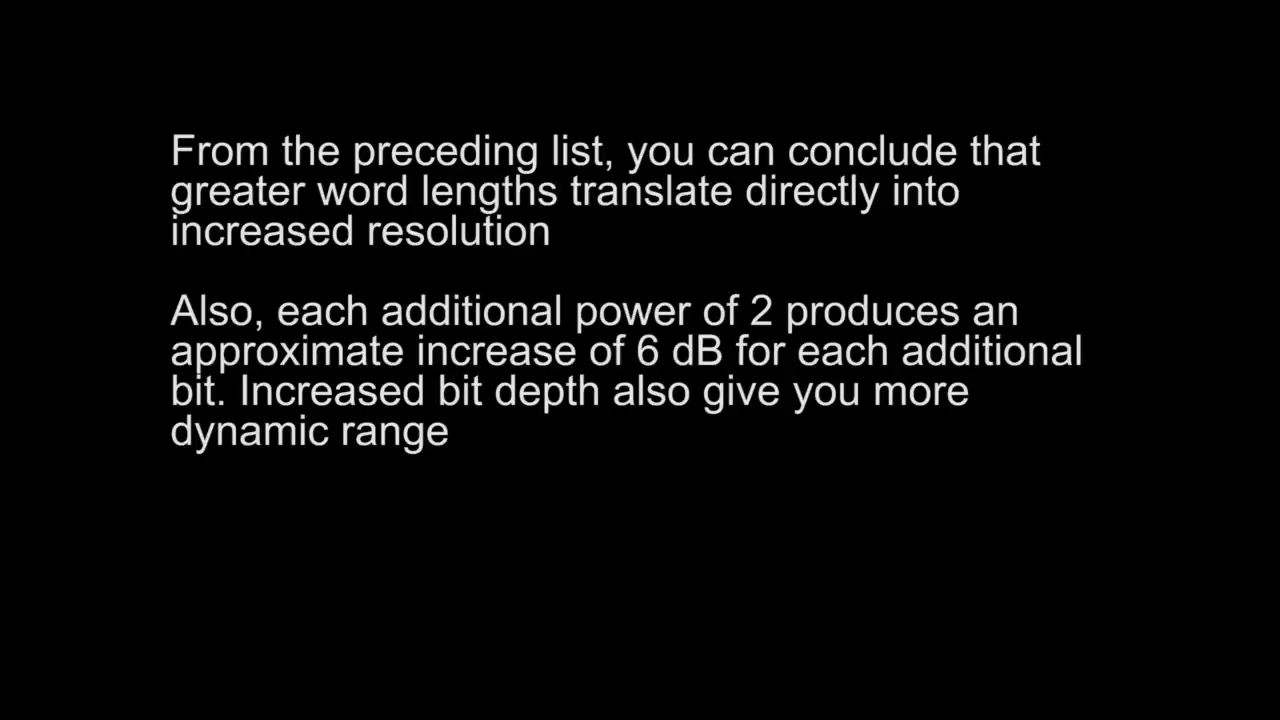 From the preceding list, you can conclude that
greater word lengths translate directly into
increased resolution
Also, each additional power of 2 produces an
approximate increase of 6 dB for each additional
bit. Increased bit depth also give you more
dynamic range